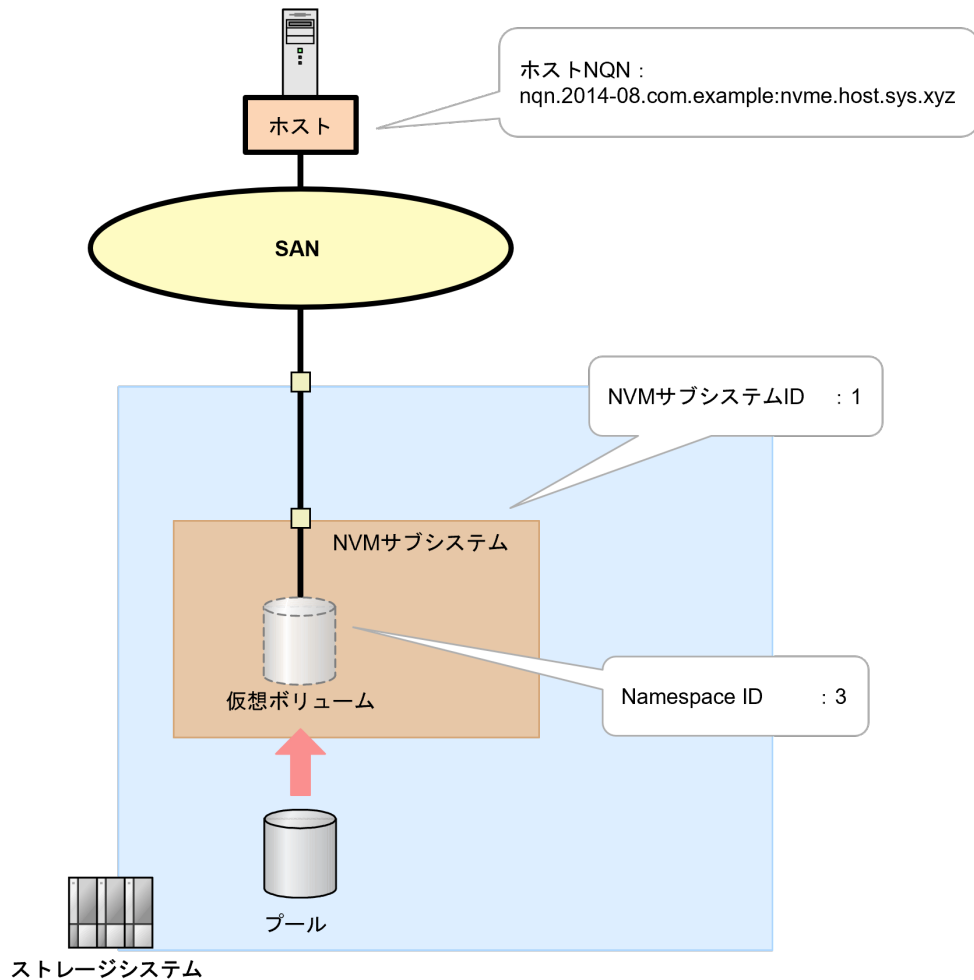 ホストNQN：
nqn.2014-08.com.example:nvme.host.sys.xyz
ホスト
SAN
NVMサブシステムID ：1
NVMサブシステム
仮想ボリューム
Namespace ID ：3
プール
ストレージシステム